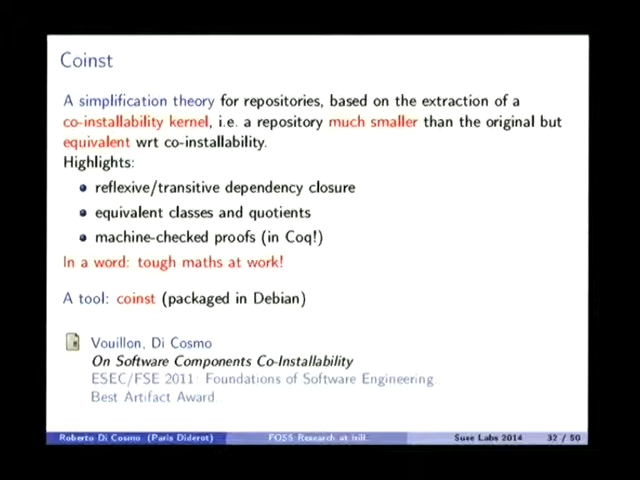 Coinst
A simplification theory for repositories, based on the extraction of a
co-installability kernel, i.e. a repository much smaller than the original but
equivalent wrt co-installability.
Highlights:
reflexive/transitive dependency closure
equivalent classes and quotients
machine-checked proofs (in Coq!)
In a word: tough maths at work!
A tool: coinst (packaged in Debian)
Vouillon, Di Cosmo
On Software Components Co-Installability
ESEC/FSE 2011: Foundations of Software Engineering
Best Artifact Award
Roberto Di Cosmo (Paris Diderot) FOSS Research at Irill Suse Labs 2014 32 / 50